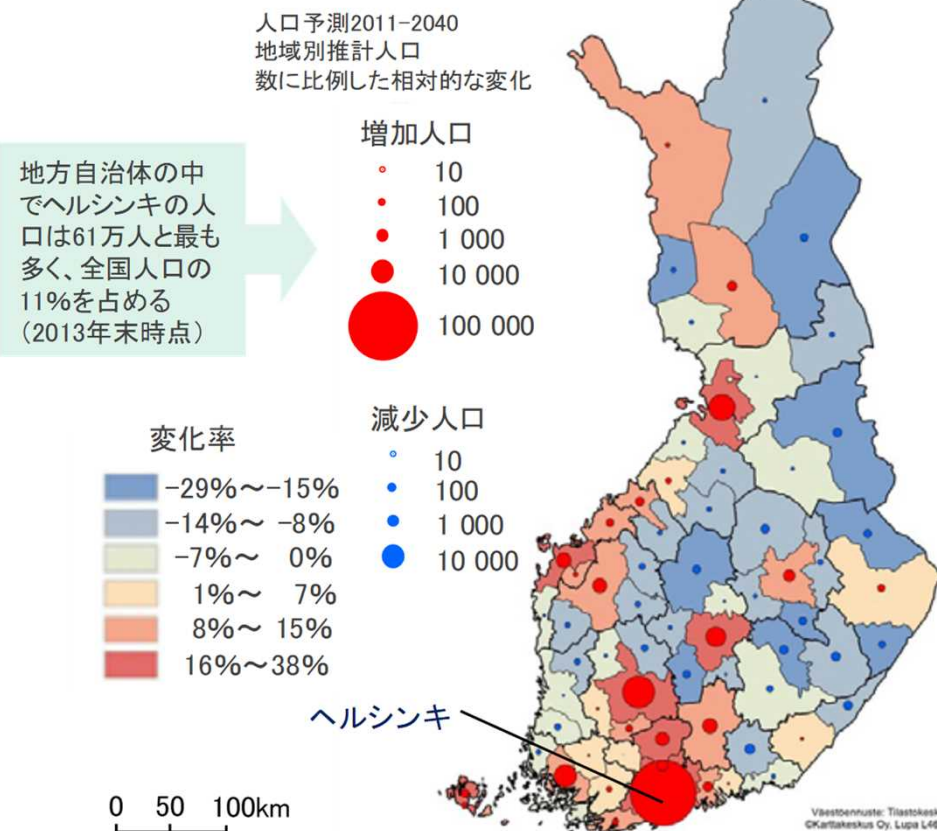 人口予測2011-2040
地域別推計人口
数に比例した相対的な変化
地方自治体の中
でヘルシンキの人
口は61万人と最も
多く、全国人口の
11%を占める
(2013年末時点)
増加人口
10
100
1 000
10 000
100 000
減少人口
10
100
1 000
10 000
変化率
-29%～-15%
-14%～ -8%
-7%～ 0%
1%～ 7%
8%～ 15%
16%～38%
ヘルシンキ
0 50 100km
Väestöennuste: Tilastokesk
©Karttakeskus Oy, Lupa L46